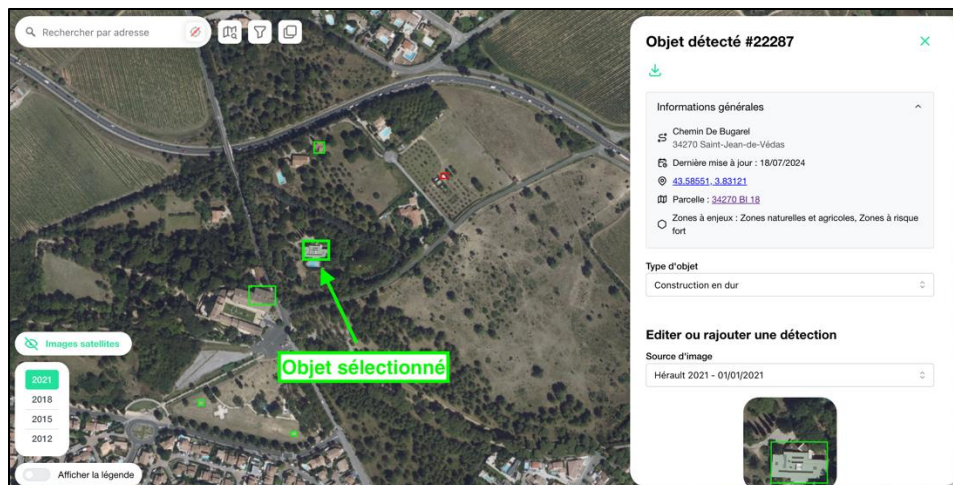 Rechercher par adresse
Objet sélectionné
Images satellites
2021
2018
2015
2012
Afficher la légende
Objet détecté #22287
Informations générales
Chemin De Bugarel
34270 Saint-Jean-de-Védas
Dernière mise à jour : 18/07/2024
43.58551, 3.83121
Parcelle : 34270 BI 18
Zones à enjeux : Zones naturelles et agricoles, Zones à risque
fort
Type d'objet
Construction en dur
Editer ou rajouter une détection
Source d'image
Hérault 2021 - 01/01/2021